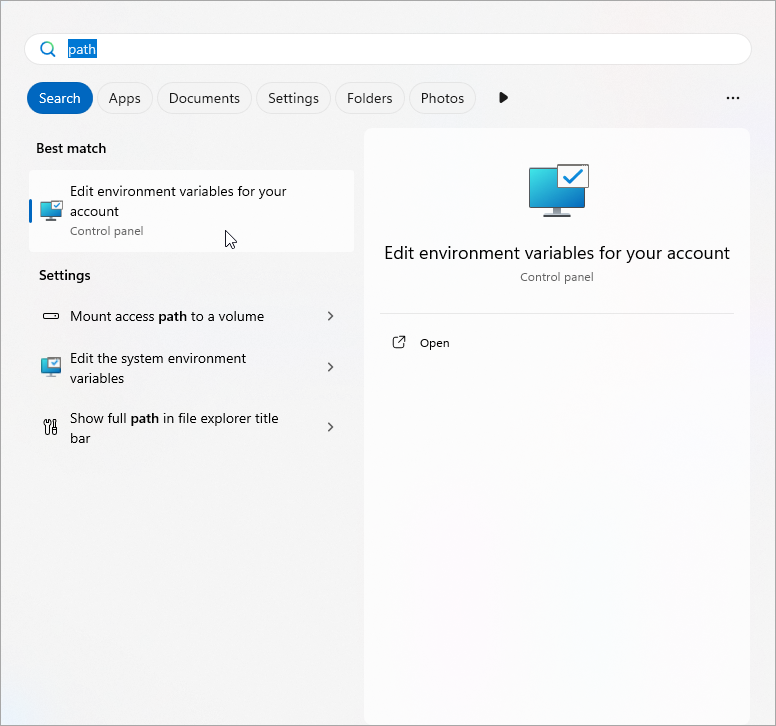 path
Search Apps Documents Settings Folders Photos
Best match
Edit environment variables for your
account
Control panel
Settings
Mount access path to a volume
Edit the system environment
variables
Show full path in file explorer title
bar
Edit environment variables for your account
Control panel
Open